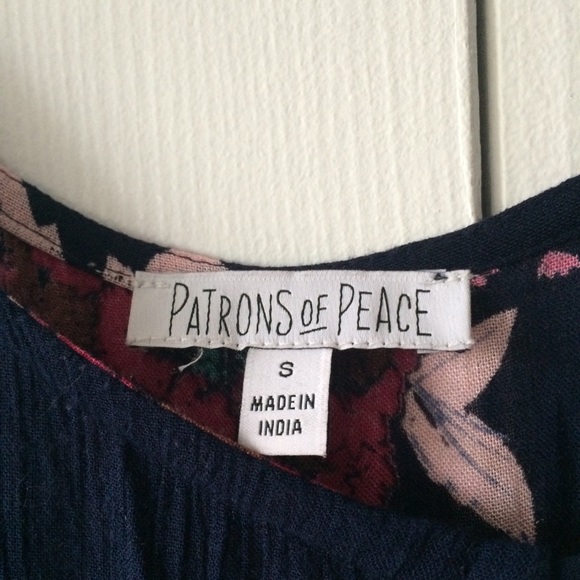 PATRONS OF PEACE
S
MADE IN
INDIA